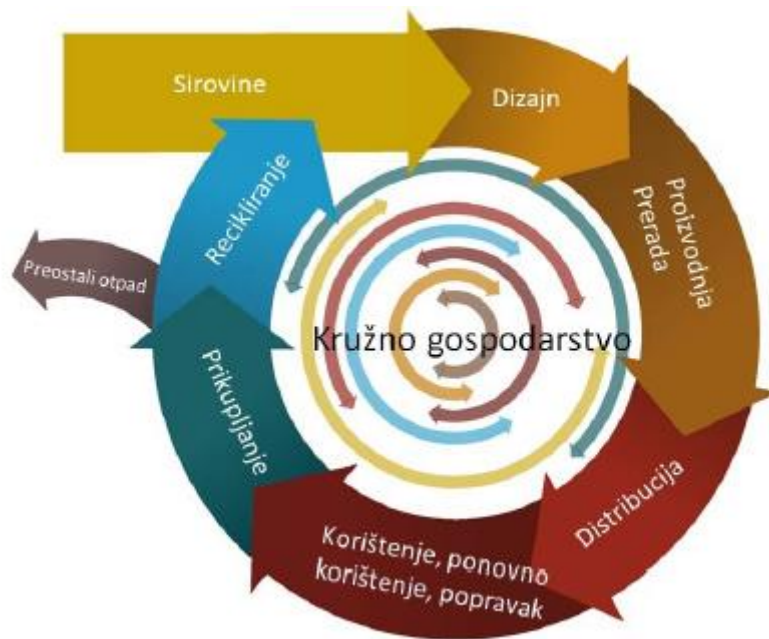 Sirovine
Dizajn
Proizvodnja
Prerada
Distribucija
Korištenje, ponovno
korištenje, popravak
Prikupljanje
Preostali otpad
Recikliranje
Kružno gospodarstvo